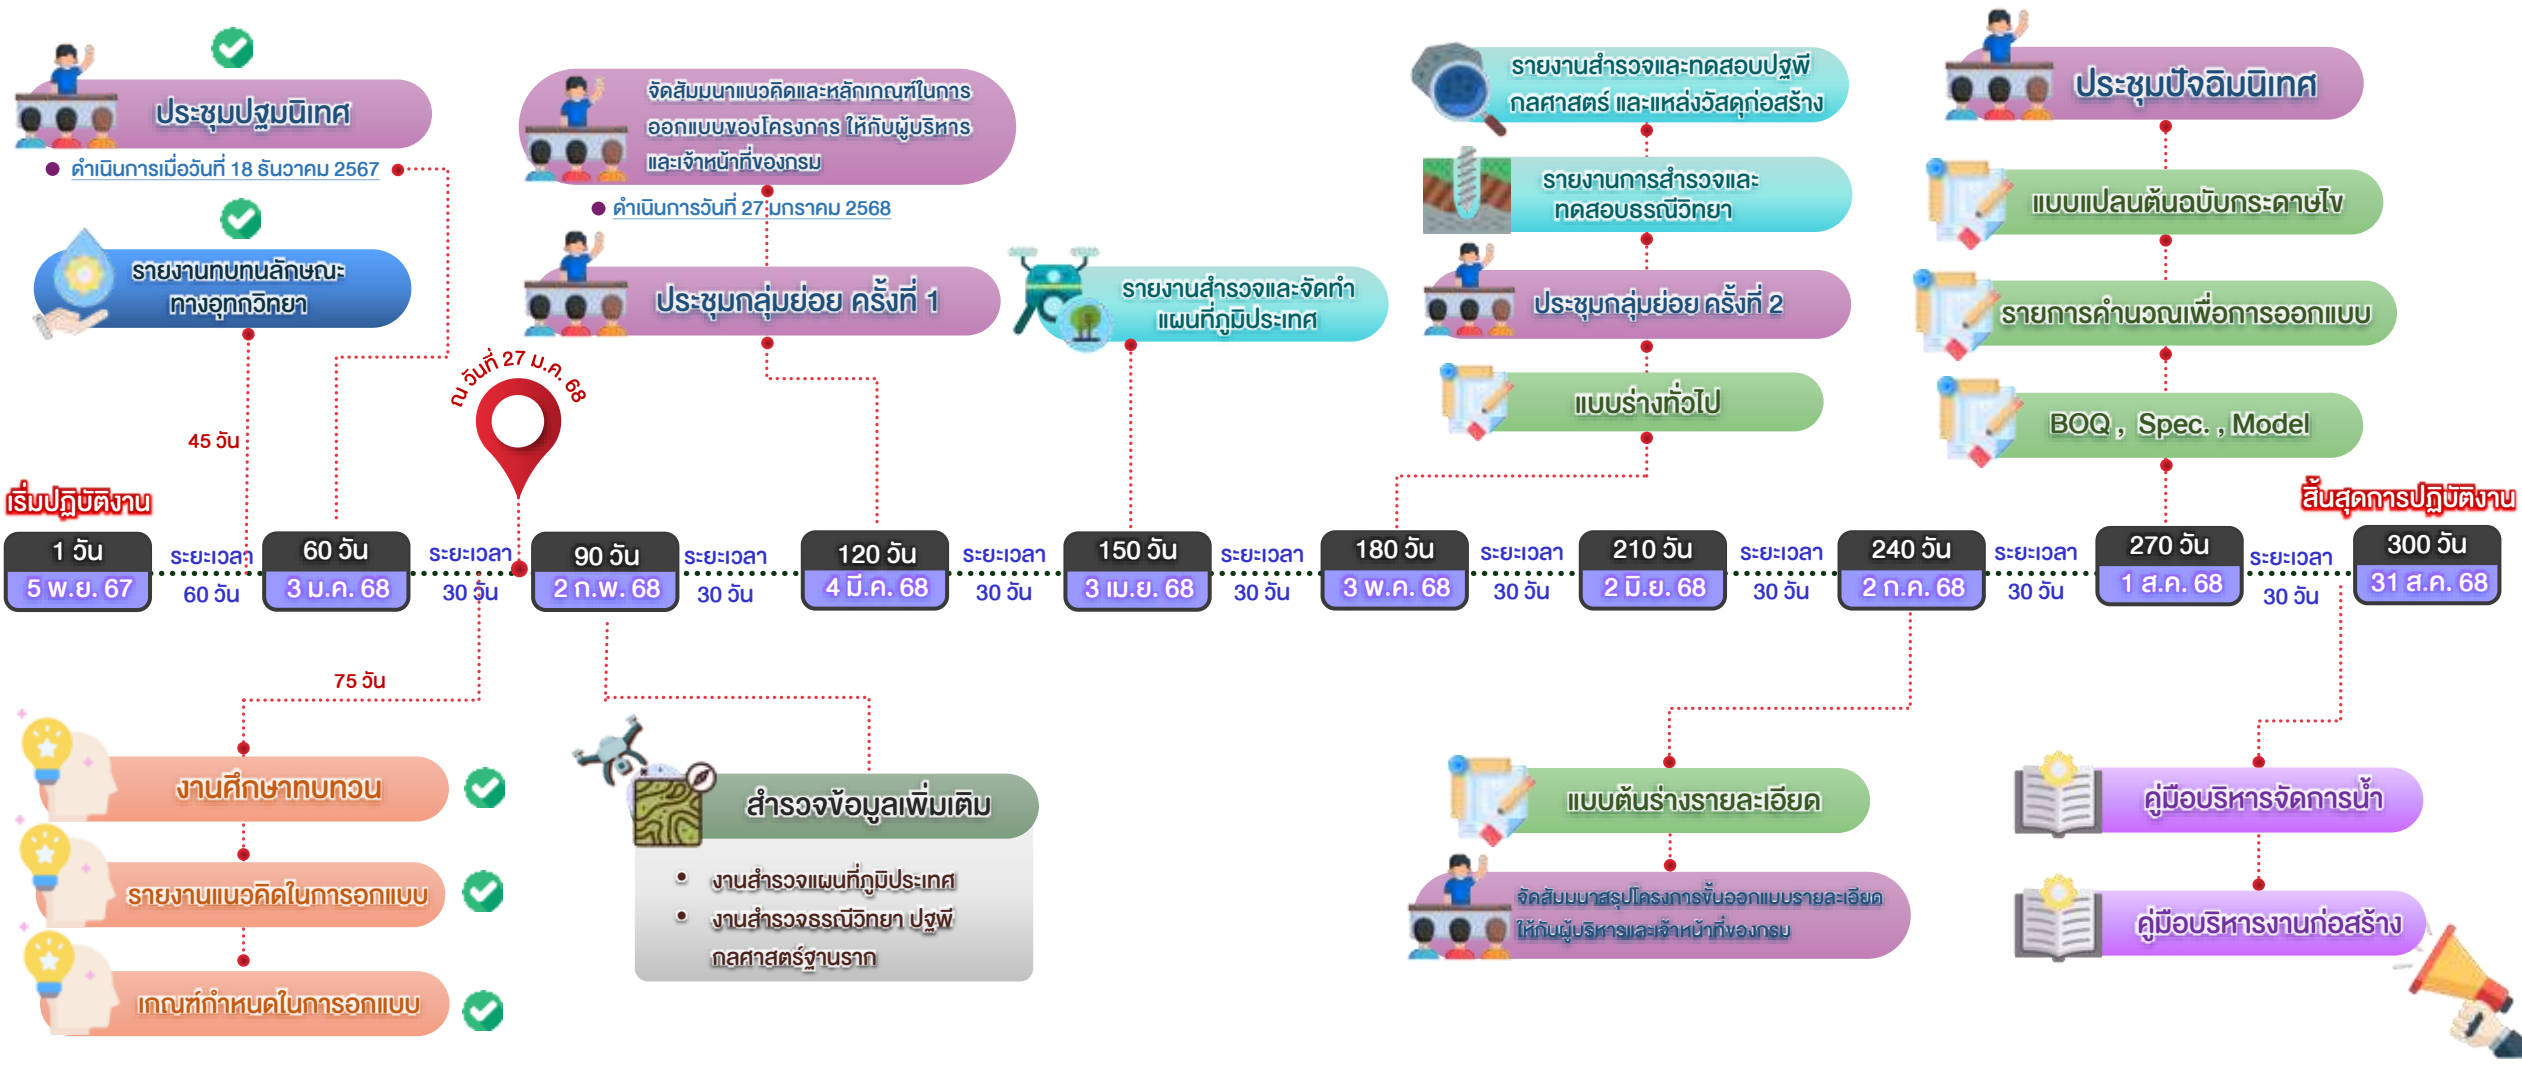 ประชุมปฐมนิเทศ
ดำเนินการเมื่อวันที่ 18 ธันวาคม 2567
รายงานทบทนลักษณะ
ทางอุทกวิทยา
45 วัน
จัดสัมมนาแนวคิดและหลักเกณฑ์ในการ
ออกแบบของโครงการ ให้กับผู้บริหาร
และเจ้าหน้าที่ของกรม
ดำเนินการวันที่ 27 มกราคม 2568
ประชุมกลุ่มย่อย ครั้งที่ 1
ณ วันที่ 27 ม.ค. 68
รายงานสำรวจและจัดทำ
แผนที่ภูมิประเทศ
รายงานสำรวจและทดสอบปฐพี
กลศาสตร์ และแหล่งวัสดุก่อสร้าง
รายงานการสำรวจและ
ทดสอบธรณีวิทยา
ประชุมกลุ่มย่อย ครั้งที่ 2
แบบร่างทั่วไป
ประชุมปัจฉิมนิเทศ
แบบแปลนต้นฉบับกระดาษไข
รายการคำนวณเพื่อการออกแบบ
BOQ , Spec. , Model
เริ่มปฏิบัติงาน
สิ้นสุดการปฏิบัติงาน
1 วัน
5 พ.ย. 67
ระยะเวลา
60 วัน
60 วัน
3 ม.ค. 68
ระยะเวลา
30 วัน
90 วัน
2 ก.พ. 68
ระยะเวลา
30 วัน
120 วัน
4 มี.ค. 68
ระยะเวลา
30 วัน
150 วัน
3 เม.ย. 68
ระยะเวลา
30 วัน
180 วัน
3 พ.ค. 68
ระยะเวลา
30 วัน
210 วัน
2 มิ.ย. 68
ระยะเวลา
30 วัน
240 วัน
2 ก.ค. 68
ระยะเวลา
30 วัน
270 วัน
1 ส.ค. 68
ระยะเวลา
30 วัน
300 วัน
31 ส.ค. 68
75 วัน
งานศึกษาทบทวน
รายงานแนวคิดในการอกแบบ
เกณฑ์กำหนดในการอกแบบ
สำรวจข้อมูลเพิ่มเติม
• งานสำรวจแผนที่ภูมิประเทศ
• งานสำรวจธรณีวิทยา ปฐพี
กลศาสตร์ฐานราก
แบบต้นร่างรายละเอียด
จัดสัมมนาสรุปโครงการขั้นออกแบบรายละเอียด
ให้กับผู้บริหารและเจ้าหน้าที่ของกรม
คู่มือบริหารจัดการน้ำ
คู่มือบริหารงานก่อสร้าง